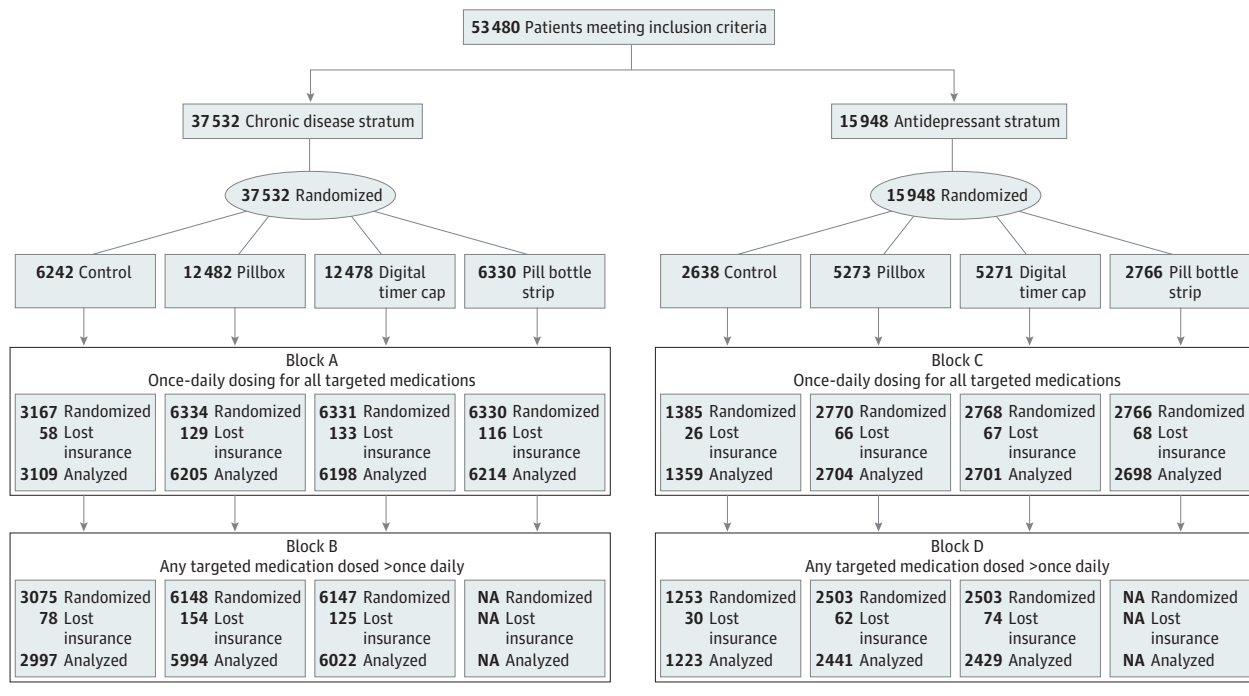 53 480 Patients meeting inclusion criteria
37 532 Chronic disease stratum
15 948 Antidepressant stratum
37 532 Randomized
15 948 Randomized
6242 Control
12 482 Pillbox
12 478 Digital
timer cap
6330 Pill bottle
strip
2638 Control
5273 Pillbox
5271 Digital
timer cap
2766 Pill bottle
strip
Block A
Once-daily dosing for all targeted medications
3167 Randomized
58 Lost
insurance
3109 Analyzed
6334 Randomized
129 Lost
insurance
6205 Analyzed
6331 Randomized
133 Lost
insurance
6198 Analyzed
6330 Randomized
116 Lost
insurance
6214 Analyzed
Block C
Once-daily dosing for all targeted medications
1385 Randomized
26 Lost
insurance
1359 Analyzed
2770 Randomized
66 Lost
insurance
2704 Analyzed
2768 Randomized
67 Lost
insurance
2701 Analyzed
2766 Randomized
68 Lost
insurance
2698 Analyzed
Block B
Any targeted medication dosed >once daily
3075 Randomized
78 Lost
insurance
2997 Analyzed
6148 Randomized
154 Lost
insurance
5994 Analyzed
6147 Randomized
125 Lost
insurance
6022 Analyzed
NA Randomized
NA Lost
insurance
NA Analyzed
Block D
Any targeted medication dosed >once daily
1253 Randomized
30 Lost
insurance
1223 Analyzed
2503 Randomized
62 Lost
insurance
2441 Analyzed
2503 Randomized
74 Lost
insurance
2429 Analyzed
NA Randomized
NA Lost
insurance
NA Analyzed